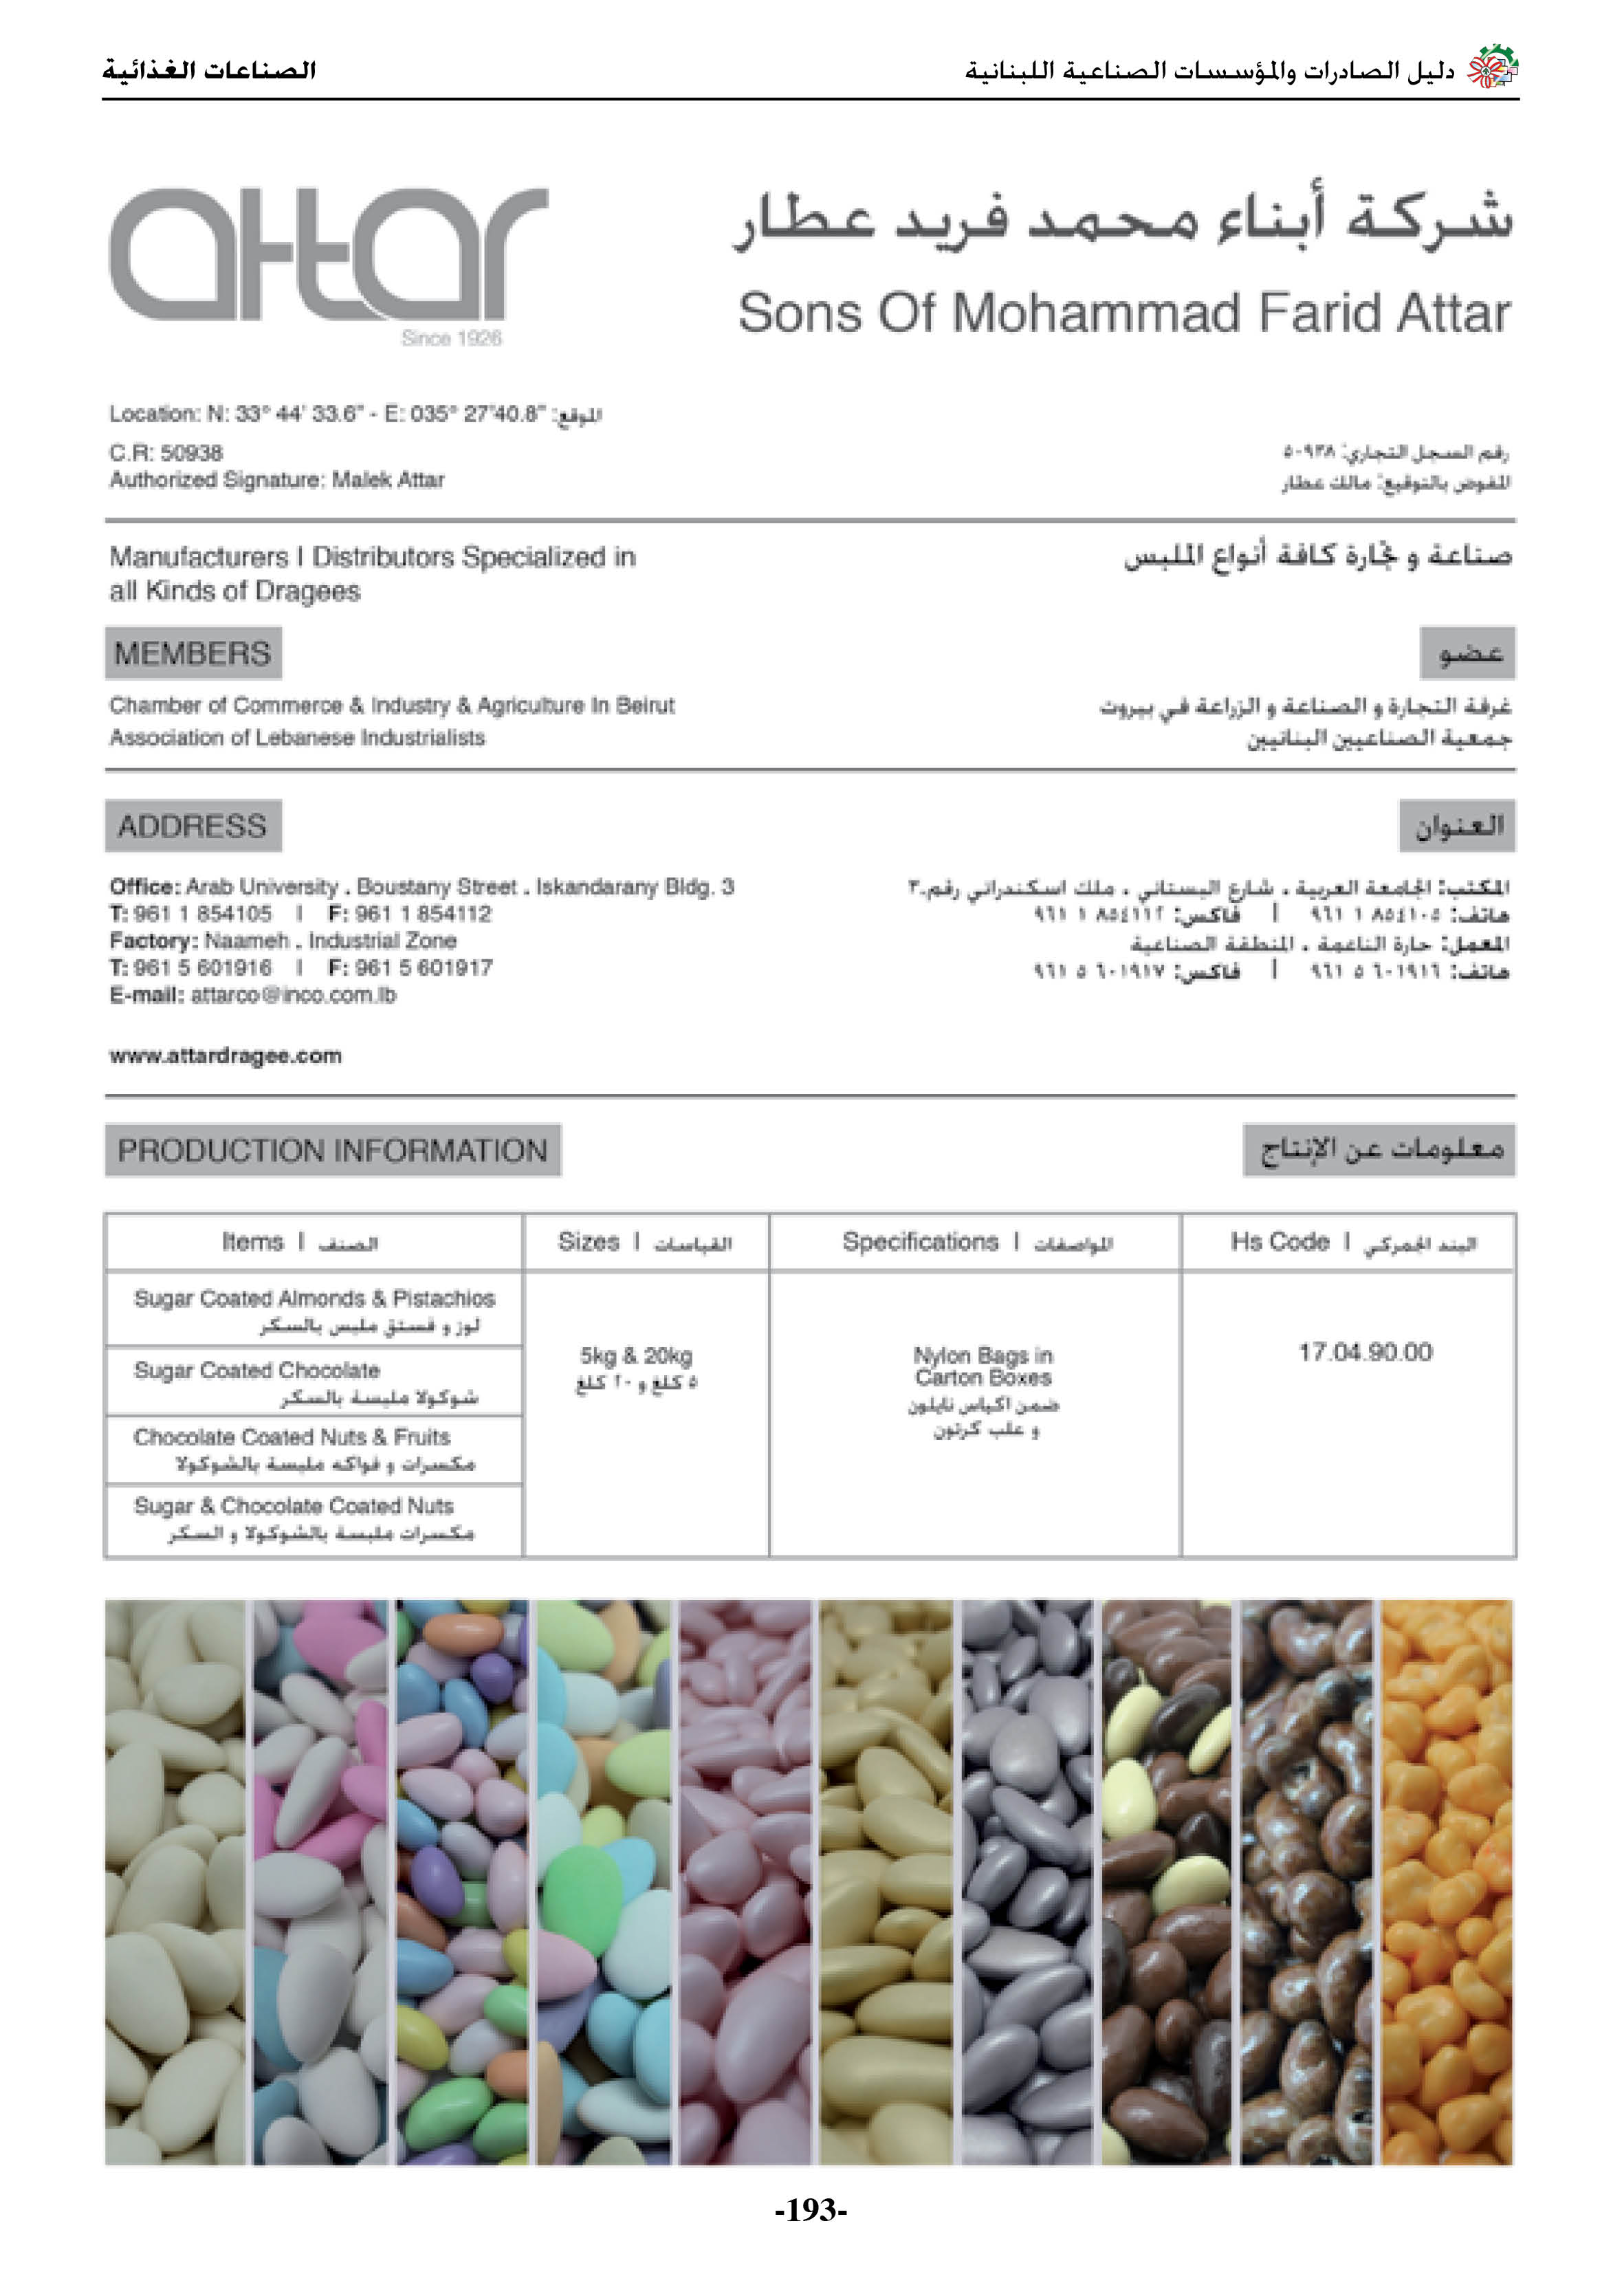 دليل الصادرات والمؤسسات الصناعية اللبنانية
الصناعات الغذائية
attar
Since 1926
شركة أبناء محمد فريد عطار
Sons Of Mohammad Farid Attar
Location: N: 33° 44' 33.6" - E: 035° 27'40.8" :الموقع
C.R: 50938
رقم السجل التجاري: ٥٠٩٣٨
Authorized Signature: Malek Attar
المفوض بالتوقيع: مالك عطار
Manufacturers I Distributors Specialized in
all Kinds of Dragees
صناعة و تجارة كافة أنواع الملبس
MEMBERS
عضو
Chamber of Commerce & Industry & Agriculture In Beirut
Association of Lebanese Industrialists
غرفة التجارة و الصناعة و الزراعة في بيروت
جمعية الصناعيين البنانيين
ADDRESS
العنوان
Office: Arab University . Boustany Street . Iskandarany Bldg. 3
T: 961 1 854105 I F: 961 1 854112
Factory: Naameh . Industrial Zone
T: 961 5 601916 I F: 961 5 601917
E-mail: attarco@inco.com.lb
www.attardragee.com
المكتب: الجامعة العربية . شارع البستاني . ملك اسكندراني رقم.٣
هاتف: ٨٥٤١٠٥ ١ ٩٦١ I فاكس: ٨٥٤١١٢ ١ ٩٦١
المعمل: حارة الناعمة . المنطقة الصناعية
هاتف: ٦٠١٩١٦ ٥ ٩٦١ I فاكس: ٦٠١٩١٧ ٥ ٩٦١
PRODUCTION INFORMATION
معلومات عن الإنتاج
Items I الصنف
Sizes I القياسات
Specifications I المواصفات
Hs Code I البند الجمركي
Sugar Coated Almonds & Pistachios
لوز و فستق ملبس بالسكر
Sugar Coated Chocolate
شوكولا ملبسة بالسكر
Chocolate Coated Nuts & Fruits
مكسرات و فواكه ملبسة بالشوكولا
Sugar & Chocolate Coated Nuts
مكسرات ملبسة بالشوكولا و السكر
5kg & 20kg
٥ كلغ و ٢٠ كلغ
Nylon Bags in
Carton Boxes
ضمن اكياس نايلون
و علب كرتون
17.04.90.00
-193-